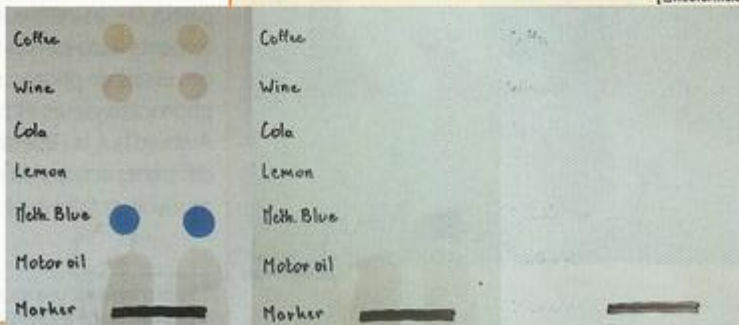 Coffee Coffee
Wine Wine
Cola Cola
Lemon Lemon
Meth. Blue Meth. Blue
Motor oil Motor oil
Marker Marker